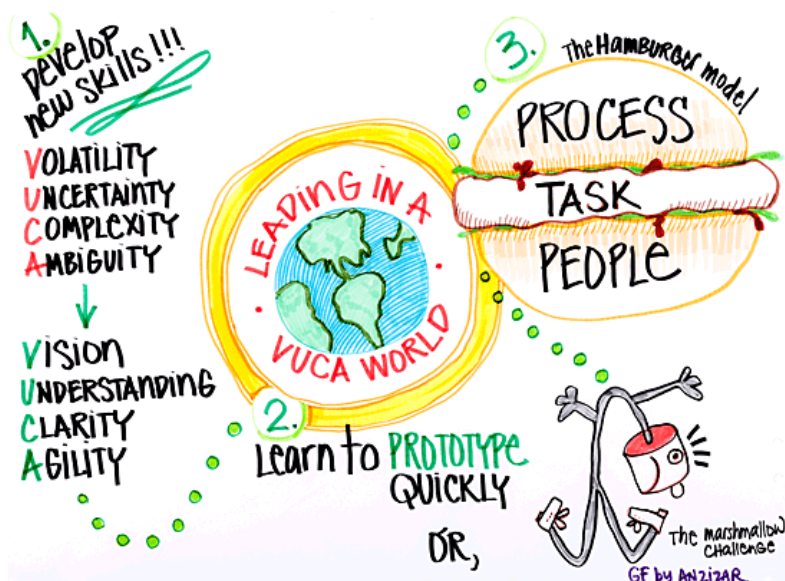 1.
DEVELOP
new SKILLS!!!
VOLATILITY
UNCERTAINTY
COMPLEXITY
AMBIGUITY
VISION
UNDERSTANDING
CLARITY
AGILITY
LEADING IN A
VUCA WORLD
2.
Learn to PROTOTYPE
QUICKLY
OR,
3.
The HAMBURGER model
PROCESS
TASK
PEOPLE
The marshmallow
CHALLENGE
GF by ANZIZAR